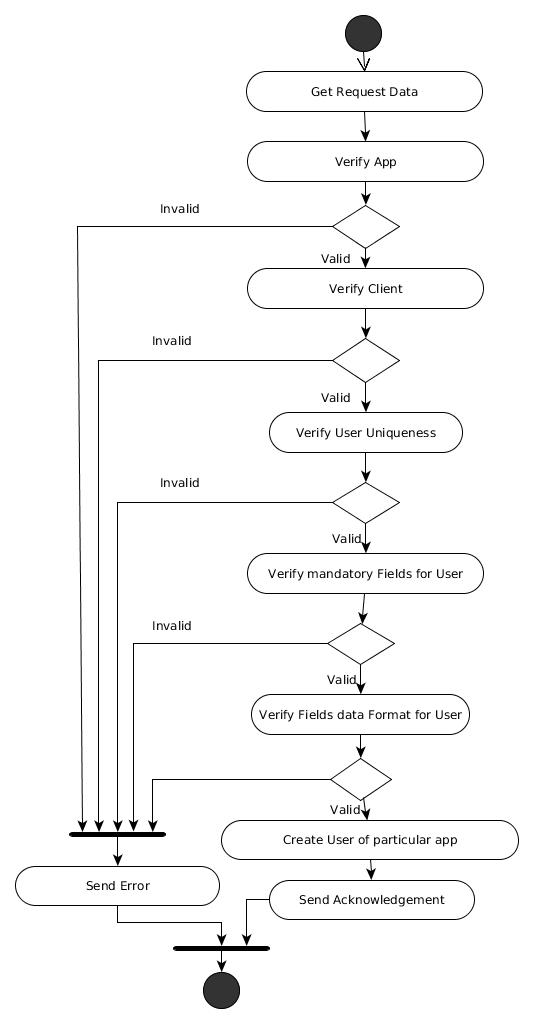 Get Request Data
Verify App
Invalid
Valid
Verify Client
Invalid
Valid
Verify User Uniqueness
Invalid
Valid
Verify mandatory Fields for User
Invalid
Valid
Verify Fields data Format for User
Valid
Create User of particular app
Send Error
Send Acknowledgement